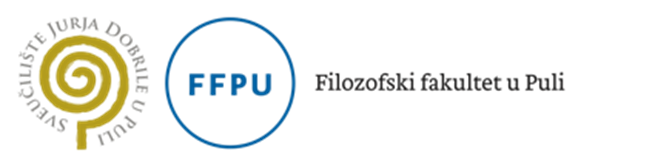 SVEUČILIŠTE JURJA DOBRILE U PULI
FFPU
Filozofski fakultet u Puli